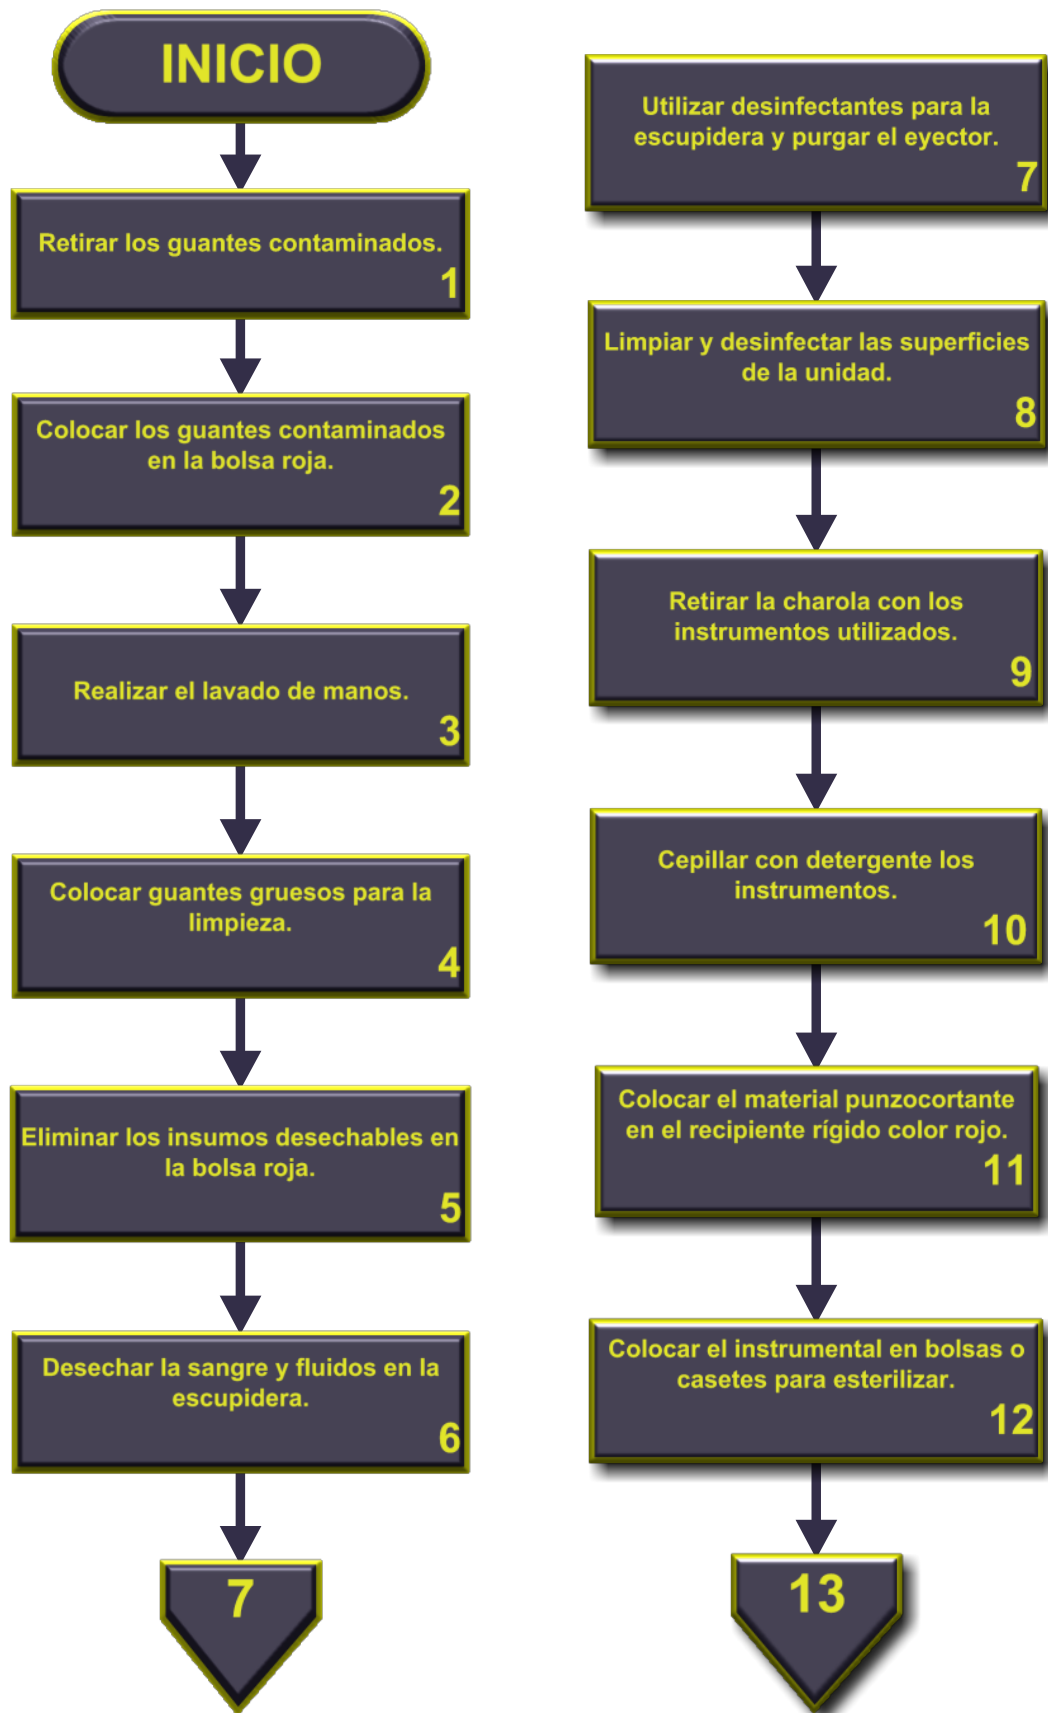 INICIO
Retirar los guantes contaminados.
1
Colocar los guantes contaminados
en la bolsa roja.
2
Realizar el lavado de manos.
3
Colocar guantes gruesos para la
limpieza.
4
Eliminar los insumos desechables en
la bolsa roja.
5
Desechar la sangre y fluidos en la
escupidera.
6
7
Utilizar desinfectantes para la
escupidera y purgar el eyector.
7
Limpiar y desinfectar las superficies
de la unidad.
8
Retirar la charola con los
instrumentos utilizados.
9
Cepillar con detergente los
instrumentos.
10
Colocar el material punzocortante
en el recipiente rígido color rojo.
11
Colocar el instrumental en bolsas o
casetes para esterilizar.
12
13